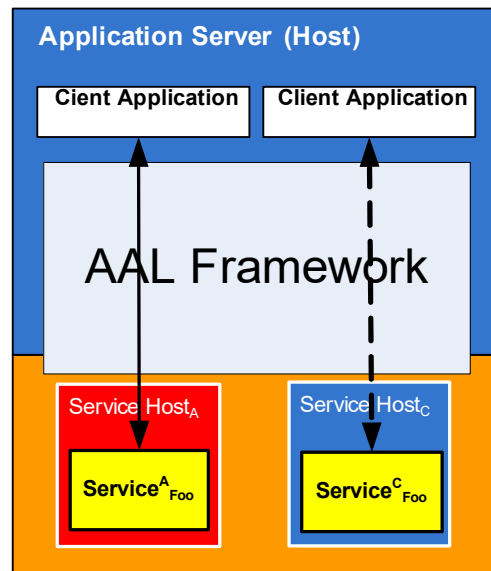 Application Server (Host)
Cient Application
Client Application
AAL Framework
Service HostA
Service HostC
ServiceAFoo
ServiceCFoo